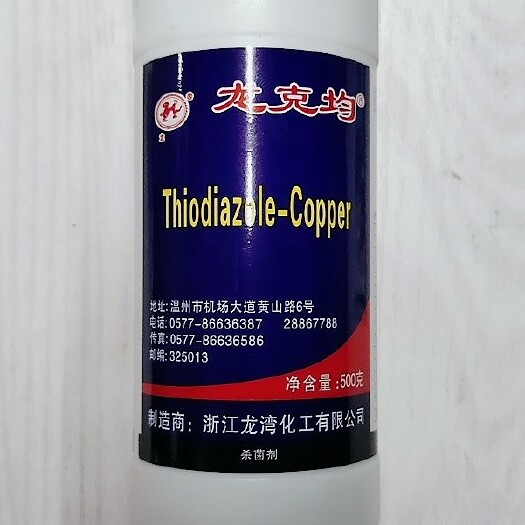 龙克均®
龙
Thiodiazole-Copper
地址:温州市机场大道黄山路6号
电话:0577-86636387 28867788
传真:0577-86636586
邮编:325013
净含量:500克
制造商:浙江龙湾化工有限公司
杀菌剂